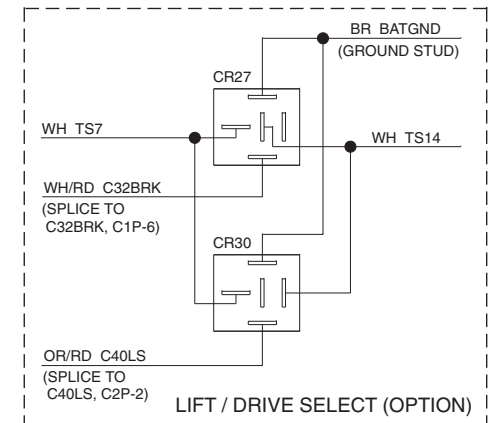 BR BATGND
(GROUND STUD)
CR27
WH TS7
WH TS14
WH/RD C32BRK
(SPLICE TO
C32BRK, C1P-6)
CR30
OR/RD C40LS
(SPLICE TO
C40LS, C2P-2)
LIFT / DRIVE SELECT (OPTION)